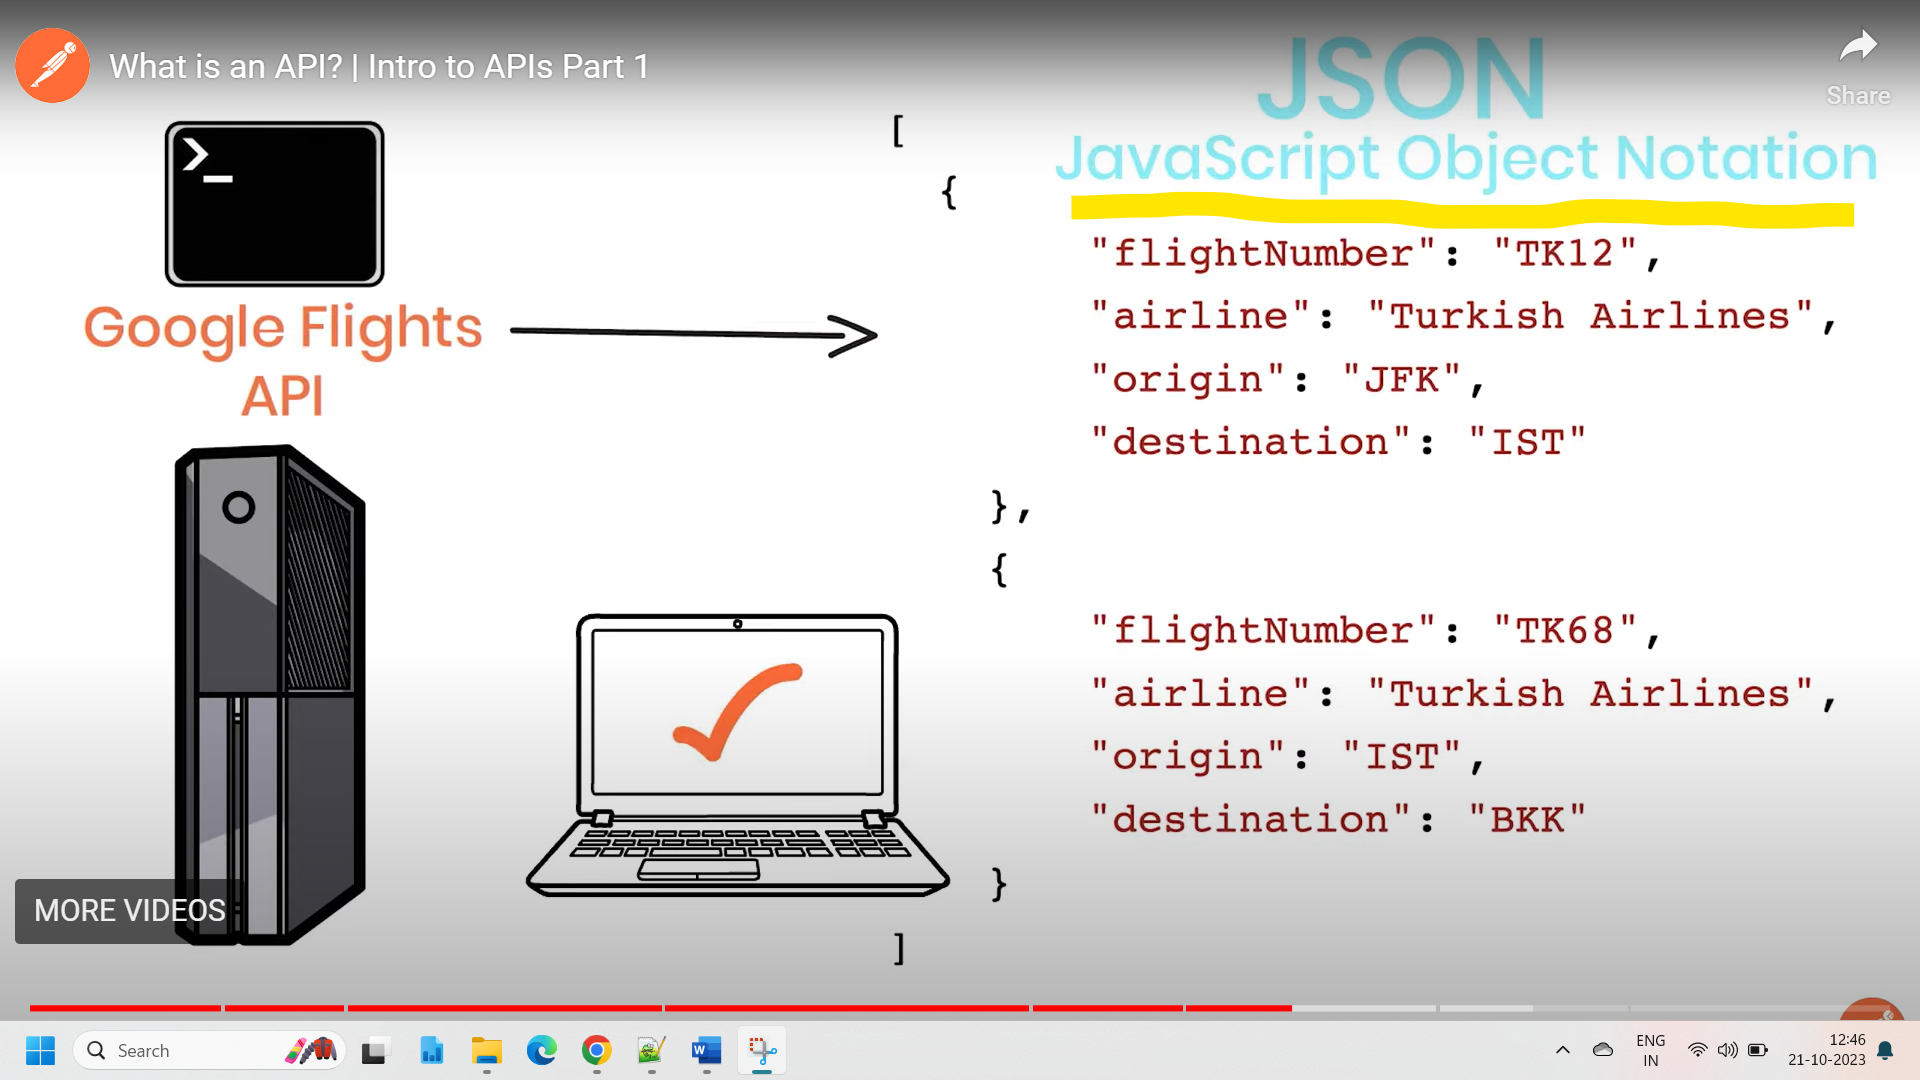 What is an API? | Intro to APIs Part 1
Share
JSON
JavaScript Object Notation
>_
Google Flights
API
[
{
"flightNumber": "TK12",
"airline": "Turkish Airlines",
"origin": "JFK",
"destination": "IST"
},
{
"flightNumber": "TK68",
"airline": "Turkish Airlines",
"origin": "IST",
"destination": "BKK"
}
]
MORE VIDEOS
Search
W
ENG
IN
12:46
21-10-2023